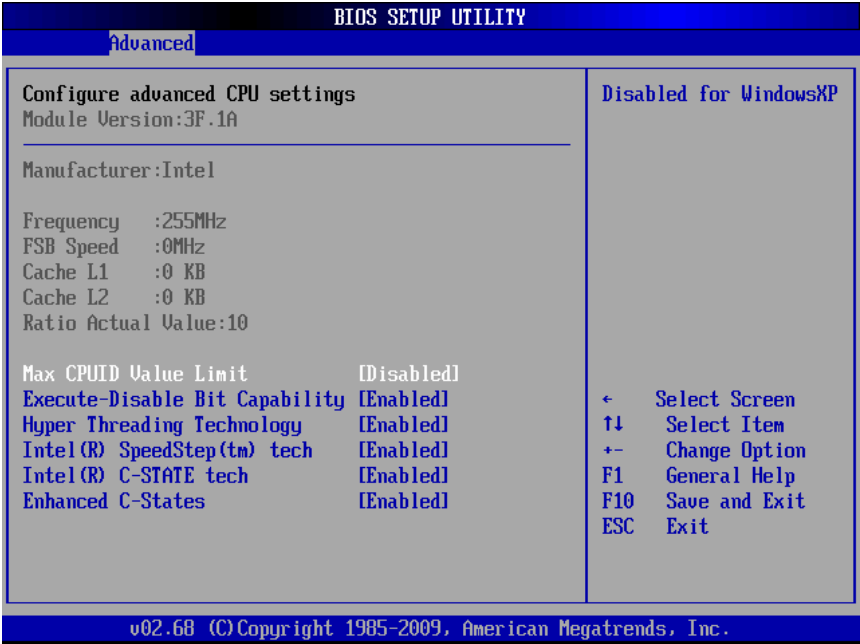 BIOS SETUP UTILITY
Advanced
Configure advanced CPU settings
Module Version:3F.1A
Manufacturer:Intel
Frequency :255MHz
FSB Speed :0MHz
Cache L1 :0 KB
Cache L2 :0 KB
Ratio Actual Value:10
Max CPUID Value Limit [Disabled]
Execute-Disable Bit Capability [Enabled]
Hyper Threading Technology [Enabled]
Intel(R) SpeedStep(tm) tech [Enabled]
Intel(R) C-STATE tech [Enabled]
Enhanced C-States [Enabled]
Disabled for WindowsXP
← Select Screen
↑↓ Select Item
+- Change Option
F1 General Help
F10 Save and Exit
ESC Exit
v02.68 (C)Copyright 1985-2009, American Megatrends, Inc.